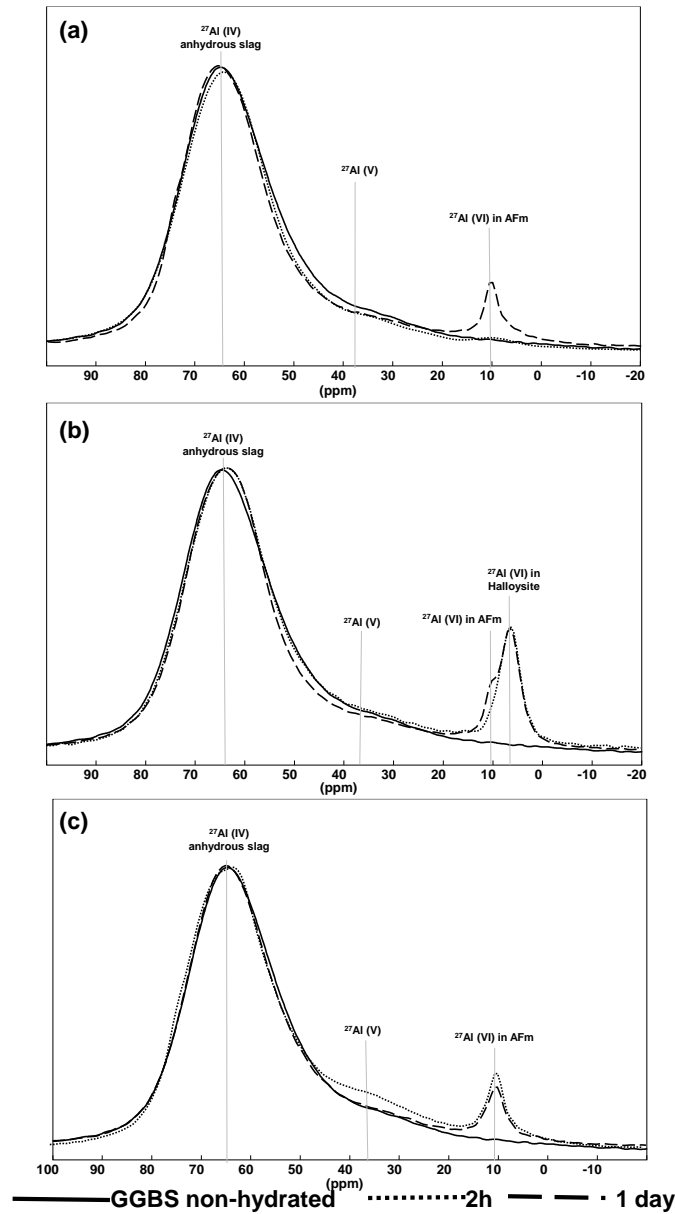 (a)
²⁷Al (IV)
anhydrous slag
²⁷Al (V)
²⁷Al (VI) in AFm
90 80 70 60 50 40 30 20 10 0 -10 -20
(ppm)
(b)
²⁷Al (IV)
anhydrous slag
²⁷Al (VI) in
Halloysite
²⁷Al (V)
²⁷Al (VI) in AFm
90 80 70 60 50 40 30 20 10 0 -10 -20
(ppm)
(c)
²⁷Al (IV)
anhydrous slag
²⁷Al (V)
²⁷Al (VI) in AFm
100 90 80 70 60 50 40 30 20 10 0 -10
(ppm)
GGBS non-hydrated 2h 1 day